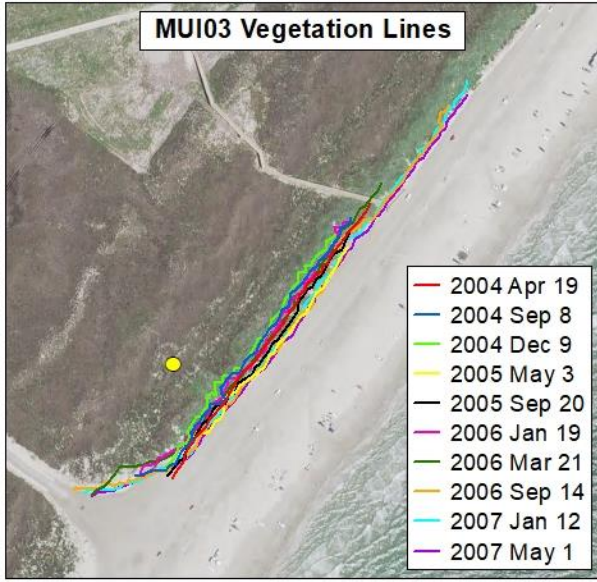 MUI03 Vegetation Lines
2004 Apr 19
2004 Sep 8
2004 Dec 9
2005 May 3
2005 Sep 20
2006 Jan 19
2006 Mar 21
2006 Sep 14
2007 Jan 12
2007 May 1